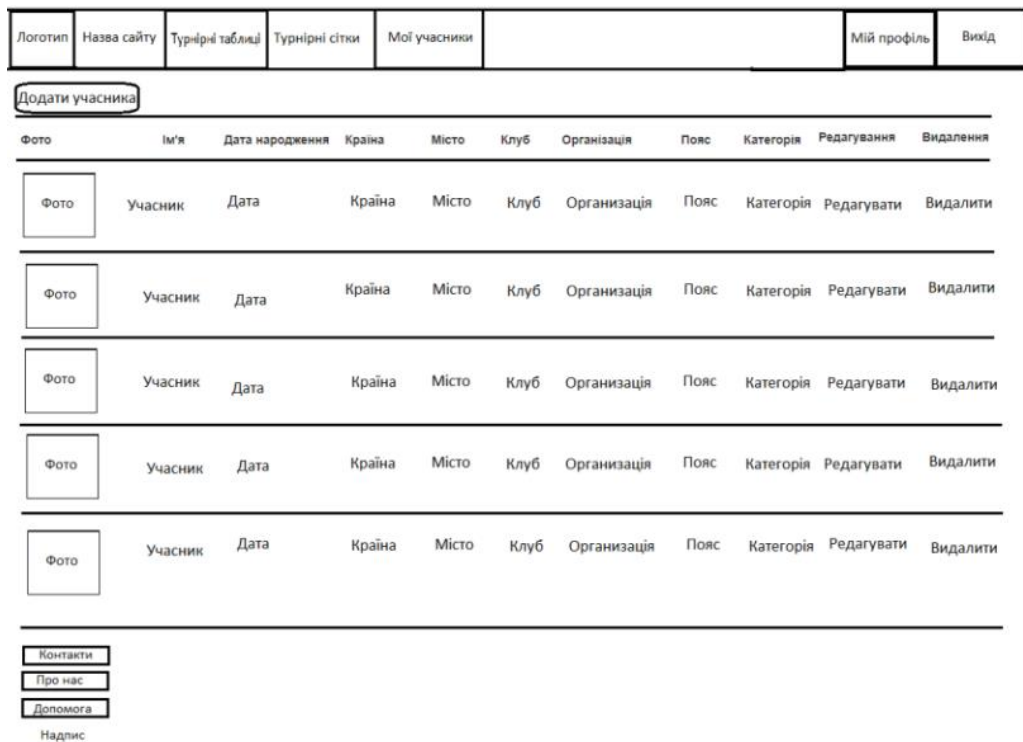 Логотип Назва сайту Турнірні таблиці Турнірні сітки Мої учасники Мій профіль Вихід
Додати учасника
Фото Ім'я Дата народження Країна Місто Клуб Організація Пояс Категорія Редагування Видалення
Фото Учасник Дата Країна Місто Клуб Организація Пояс Категорія Редагувати Видалити
Фото Учасник Дата Країна Місто Клуб Организація Пояс Категорія Редагувати Видалити
Фото Учасник Дата Країна Місто Клуб Организація Пояс Категорія Редагувати Видалити
Фото Учасник Дата Країна Місто Клуб Организація Пояс Категорія Редагувати Видалити
Фото Учасник Дата Країна Місто Клуб Организація Пояс Категорія Редагувати Видалити
Контакти
Про нас
Допомога
Надпис